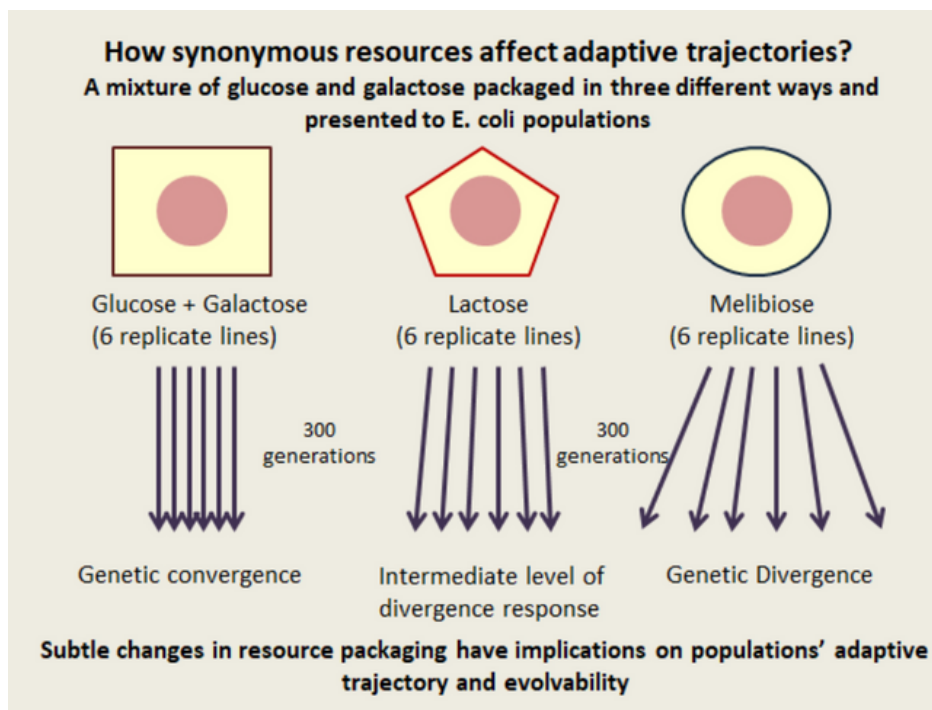 How synonymous resources affect adaptive trajectories?
A mixture of glucose and galactose packaged in three different ways and
presented to E. coli populations
Glucose + Galactose
(6 replicate lines)
Lactose
(6 replicate lines)
Melibiose
(6 replicate lines)
300
generations
300
generations
Genetic convergence
Intermediate level of
divergence response
Genetic Divergence
Subtle changes in resource packaging have implications on populations’ adaptive
trajectory and evolvability